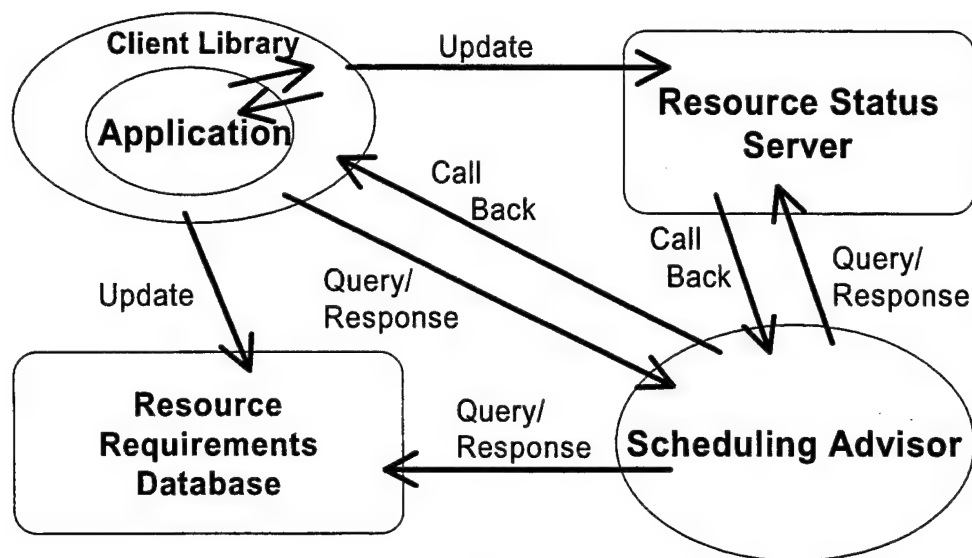 Client Library
Application
Update
Resource Status
Server
Call
Back
Query/
Response
Update
Call
Back
Query/
Response
Resource
Requirements
Database
Query/
Response
Scheduling Advisor